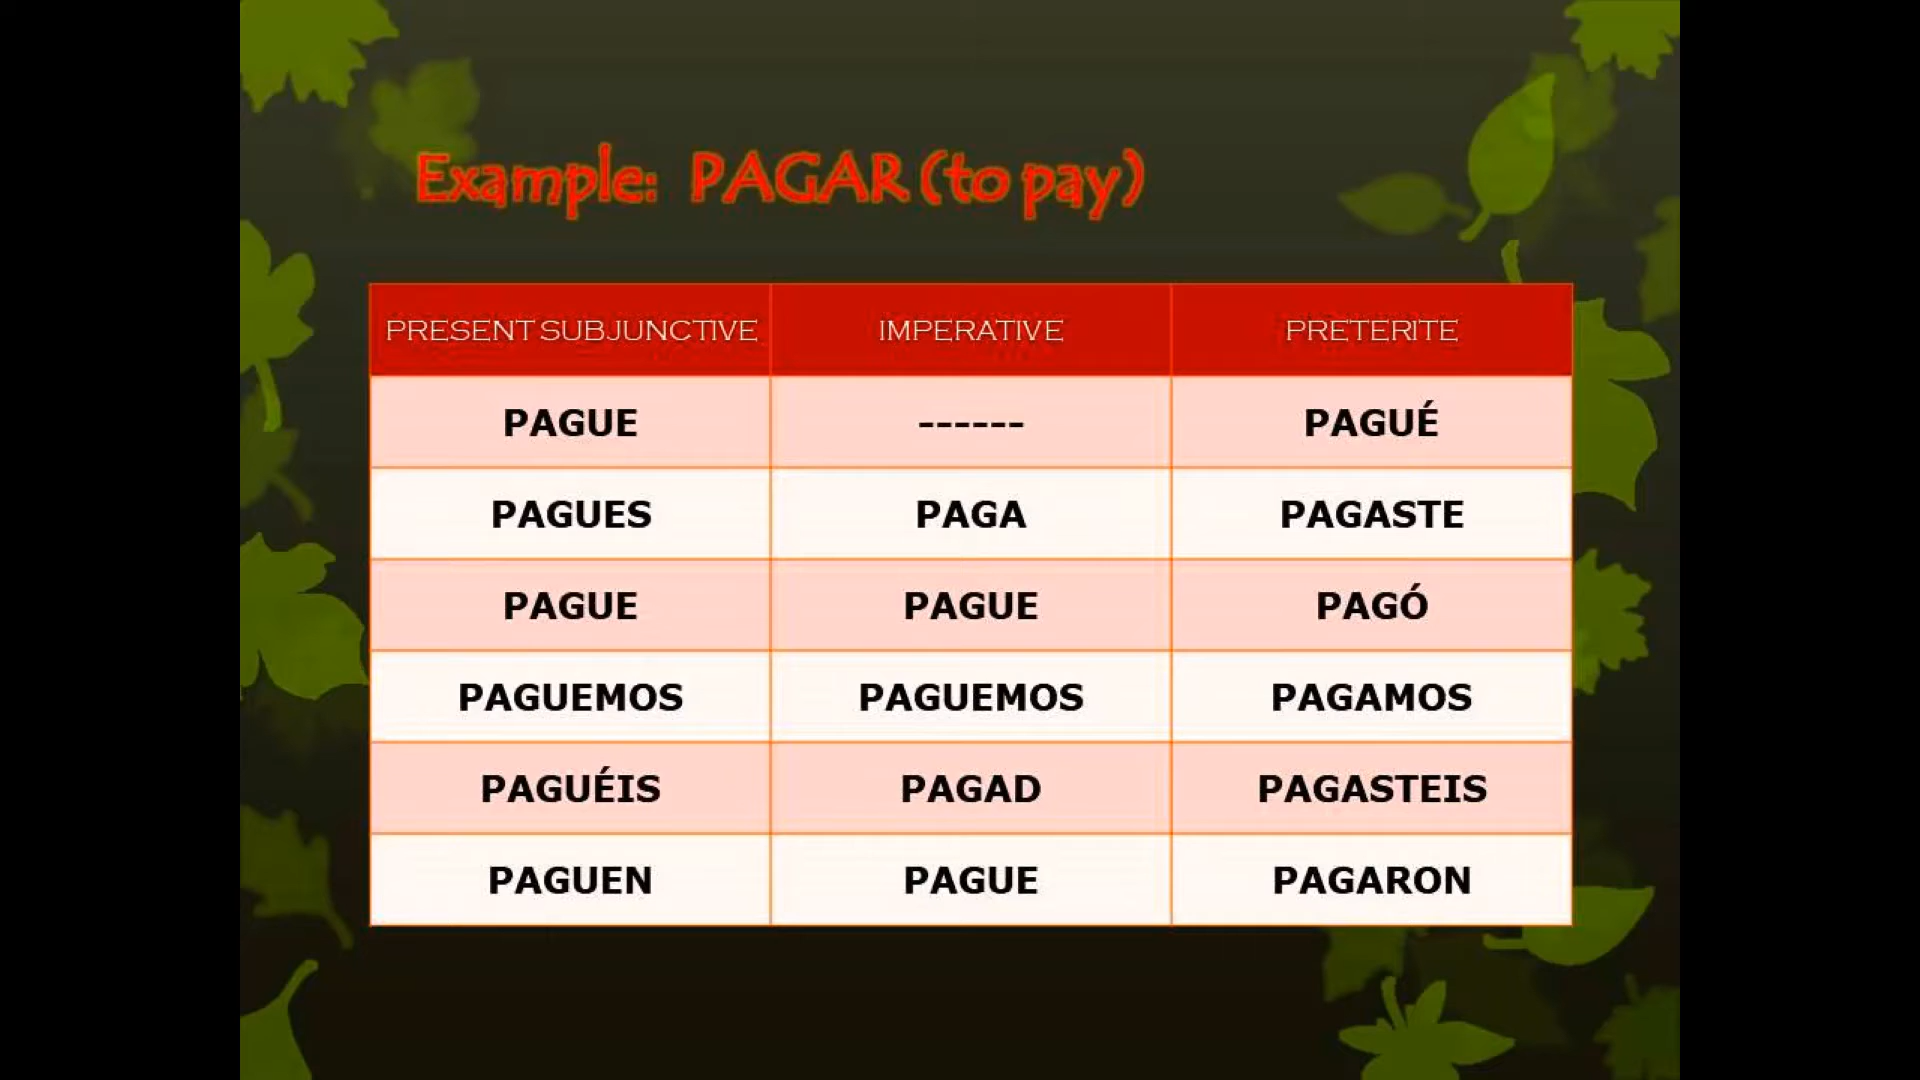 Example: PAGAR (to pay)
PRESENT SUBJUNCTIVE IMPERATIVE PRETERITE
PAGUE ------ PAGUÉ
PAGUES PAGA PAGASTE
PAGUE PAGUE PAGÓ
PAGUEMOS PAGUEMOS PAGAMOS
PAGUÉIS PAGAD PAGASTEIS
PAGUEN PAGUE PAGARON